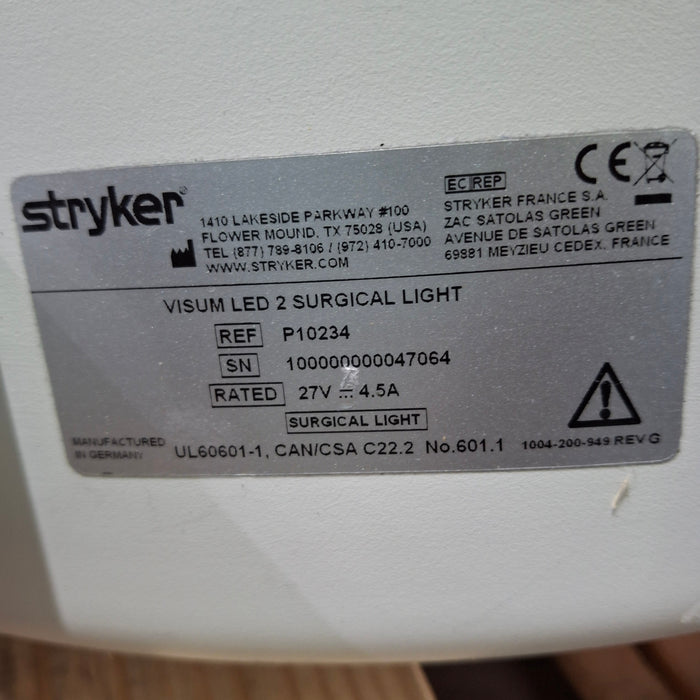 stryker®
1410 LAKESIDE PARKWAY #100
FLOWER MOUND, TX 75028 (USA)
TEL (877) 789-8106 / (972) 410-7000
WWW.STRYKER.COM
EC REP
STRYKER FRANCE S.A.
ZAC SATOLAS GREEN
AVENUE DE SATOLAS GREEN
69881 MEYZIEU CEDEX, FRANCE
CE
VISUM LED 2 SURGICAL LIGHT
REF P10234
SN 100000000047064
RATED 27V ⎓ 4.5A
SURGICAL LIGHT
MANUFACTURED
IN GERMANY
UL60601-1, CAN/CSA C22.2 No.601.1
1004-200-949 REV G